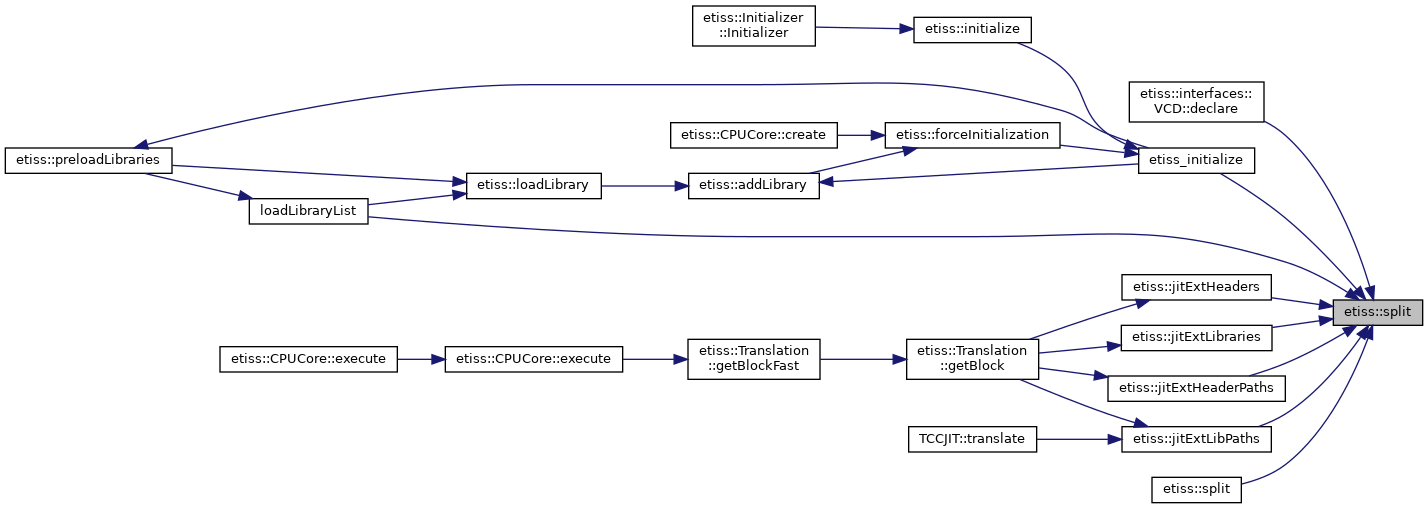 etiss::Initializer
::Initializer
etiss::initialize
etiss::interfaces::
VCD::declare
etiss::CPUCore::create
etiss::forceInitialization
etiss::preloadLibraries
etiss_initialize
etiss::loadLibrary
etiss::addLibrary
loadLibraryList
etiss::jitExtHeaders
etiss::split
etiss::jitExtLibraries
etiss::CPUCore::execute
etiss::CPUCore::execute
etiss::Translation
::getBlockFast
etiss::Translation
::getBlock
etiss::jitExtHeaderPaths
TCCJIT::translate
etiss::jitExtLibPaths
etiss::split